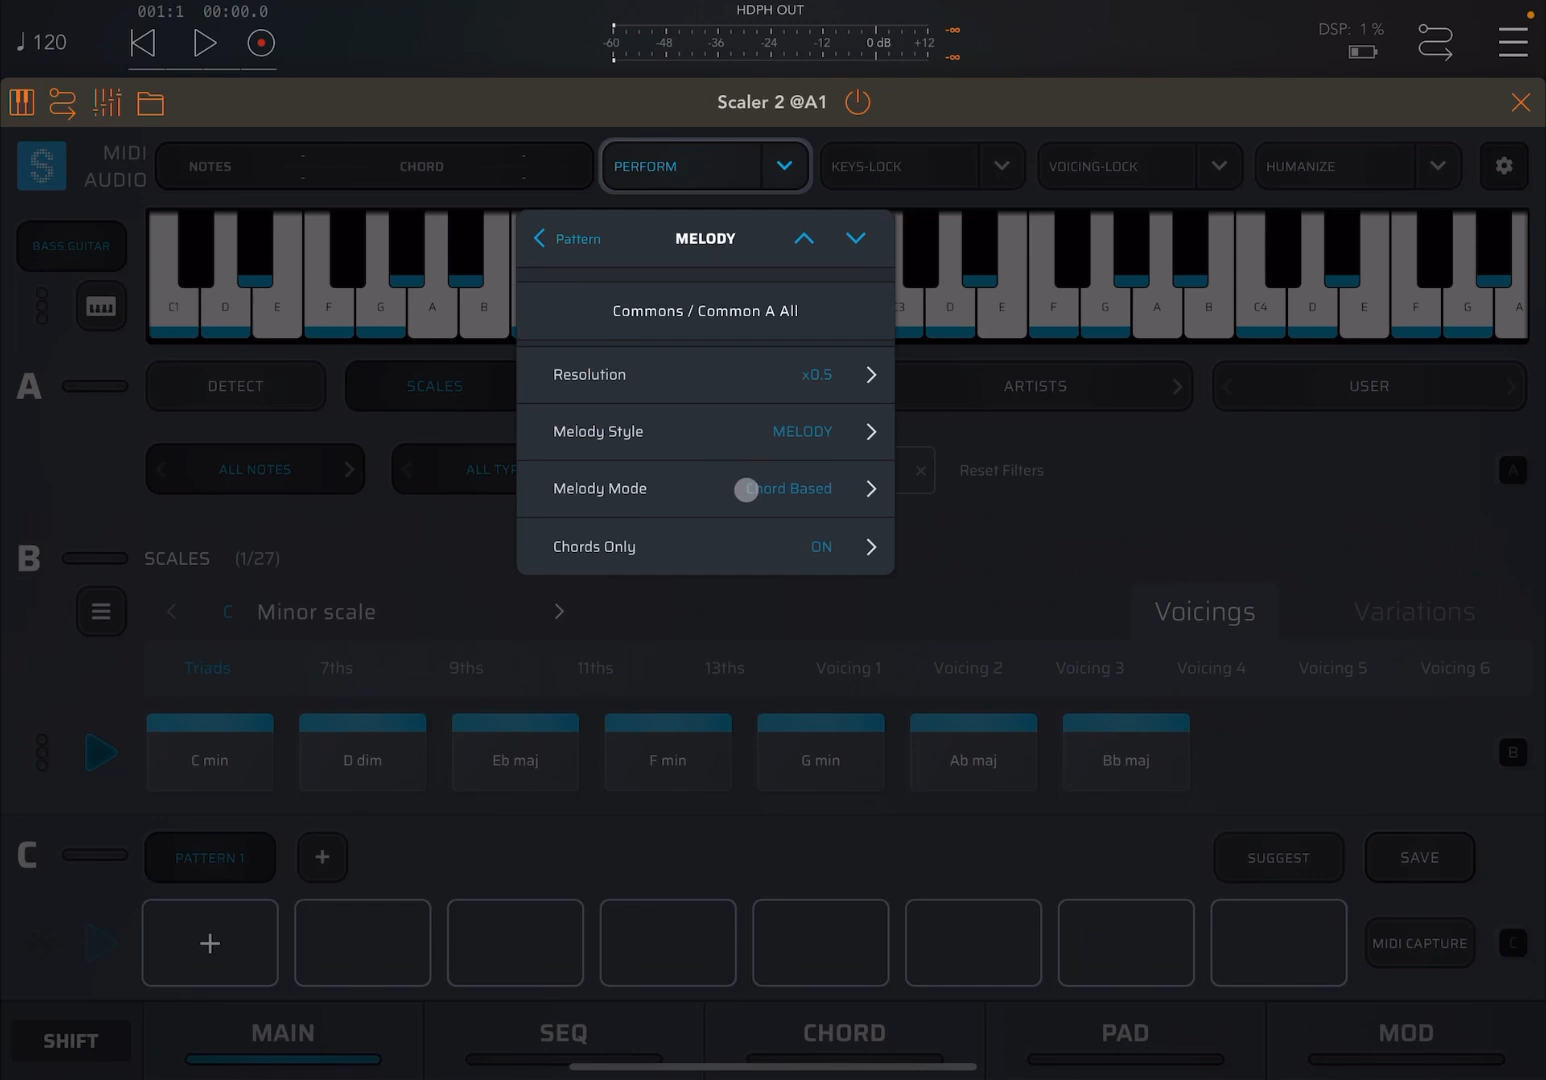 001:1 00:00.0
HDPH OUT
♩ 120
-60 -48 -36 -24 -12 0 dB +12
-∞
-∞
DSP: 1 %
Scaler 2 @A1
S
MIDI
AUDIO
NOTES - - CHORD - -
PERFORM
KEYS-LOCK
VOICING-LOCK
HUMANIZE
BASS GUITAR
Pattern
MELODY
C1 D E F G A B
C3 D E F G A B C4 D E F G A
Commons / Common A All
Resolution x0.5
Melody Style MELODY
Melody Mode Chord Based
Chords Only ON
A
DETECT
SCALES
ARTISTS
USER
ALL NOTES
ALL TYP
Reset Filters
A
B
SCALES (1/27)
C Minor scale
Voicings
Variations
Triads 7ths 9ths 11ths 13ths Voicing 1 Voicing 2 Voicing 3 Voicing 4 Voicing 5 Voicing 6
C min D dim Eb maj F min G min Ab maj Bb maj
B
C
PATTERN 1
+
SUGGEST
SAVE
+
MIDI CAPTURE
C
SHIFT
MAIN
SEQ
CHORD
PAD
MOD